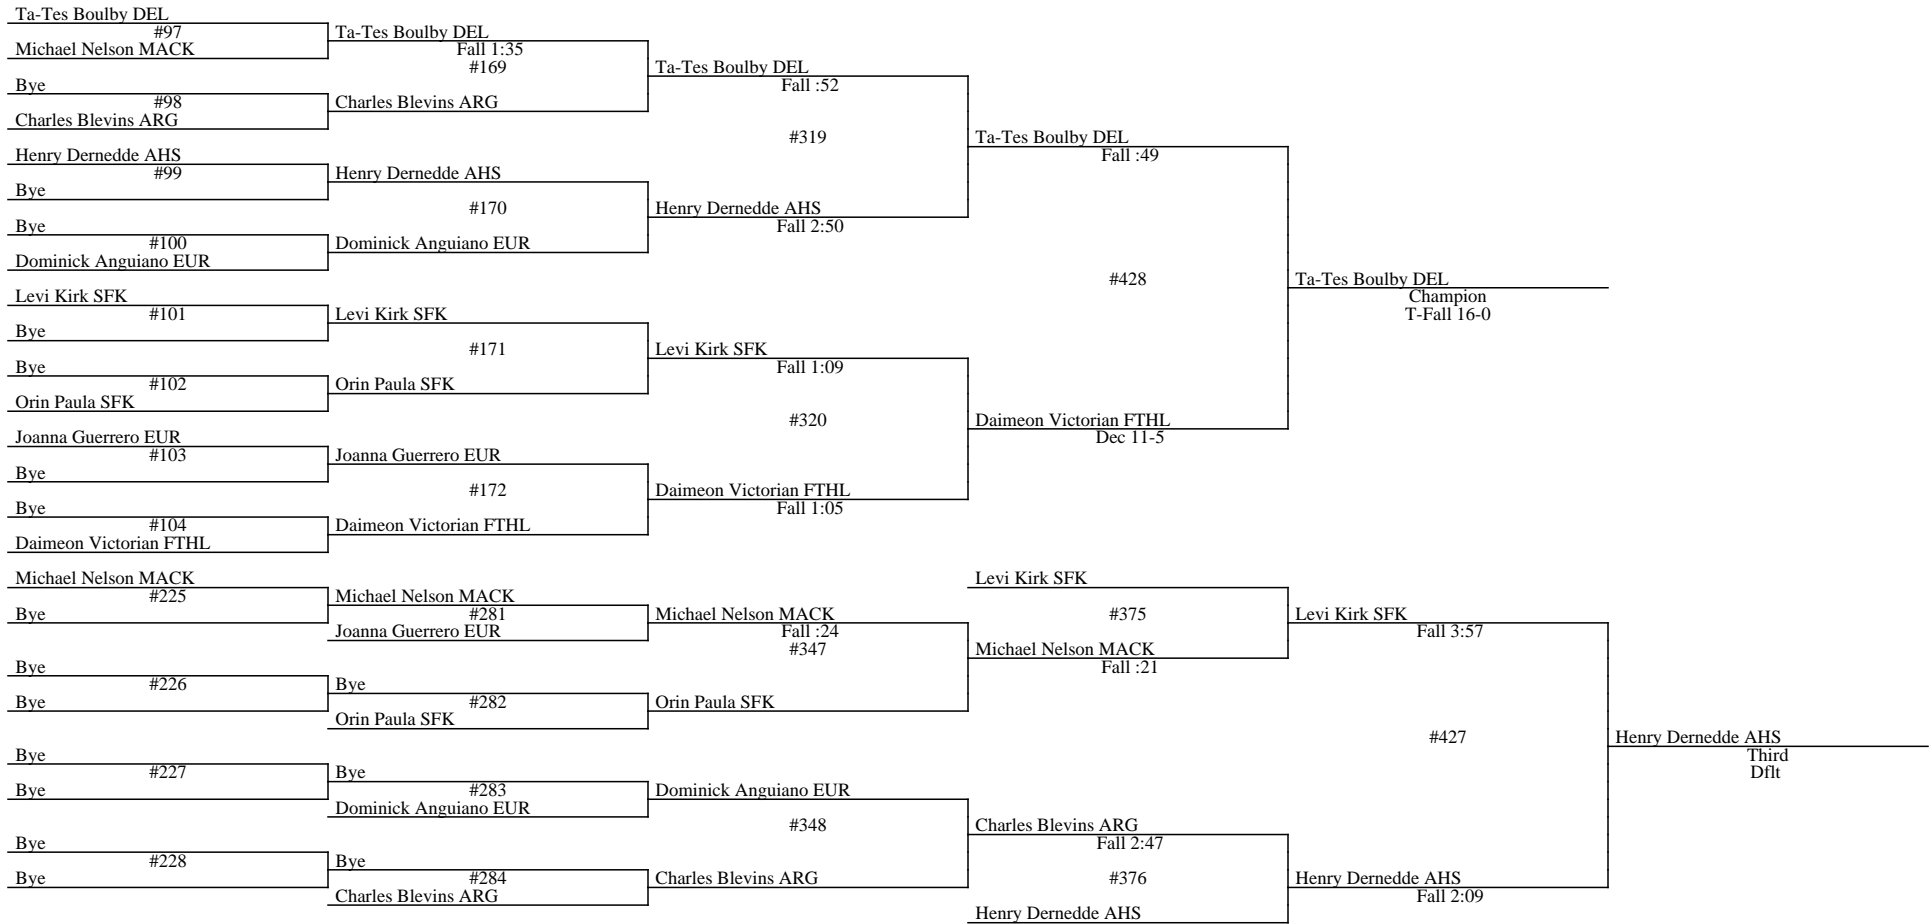 Ta-Tes Boulby DEL
#97
Michael Nelson MACK
Bye
#98
Charles Blevins ARG
Henry Dernedde AHS
#99
Bye
Bye
#100
Dominick Anguiano EUR
Levi Kirk SFK
#101
Bye
Bye
#102
Orin Paula SFK
Joanna Guerrero EUR
#103
Bye
Bye
#104
Daimeon Victorian FTHL
Ta-Tes Boulby DEL
Fall 1:35
#169
Charles Blevins ARG
Henry Dernedde AHS
#170
Dominick Anguiano EUR
Levi Kirk SFK
#171
Orin Paula SFK
Joanna Guerrero EUR
#172
Daimeon Victorian FTHL
Ta-Tes Boulby DEL
Fall :52
#319
Henry Dernedde AHS
Fall 2:50
Levi Kirk SFK
Fall 1:09
#320
Daimeon Victorian FTHL
Fall 1:05
Ta-Tes Boulby DEL
Fall :49
#428
Daimeon Victorian FTHL
Dec 11-5
Ta-Tes Boulby DEL
Champion
T-Fall 16-0
Michael Nelson MACK
#225
Bye
Bye
#226
Bye
Bye
#227
Bye
Bye
#228
Bye
Michael Nelson MACK
#281
Joanna Guerrero EUR
Bye
#282
Orin Paula SFK
Bye
#283
Dominick Anguiano EUR
Bye
#284
Charles Blevins ARG
Michael Nelson MACK
Fall :24
#347
Orin Paula SFK
Dominick Anguiano EUR
#348
Charles Blevins ARG
Levi Kirk SFK
#375
Michael Nelson MACK
Fall :21
Charles Blevins ARG
Fall 2:47
#376
Henry Dernedde AHS
Levi Kirk SFK
Fall 3:57
#427
Henry Dernedde AHS
Fall 2:09
Henry Dernedde AHS
Third
Dflt